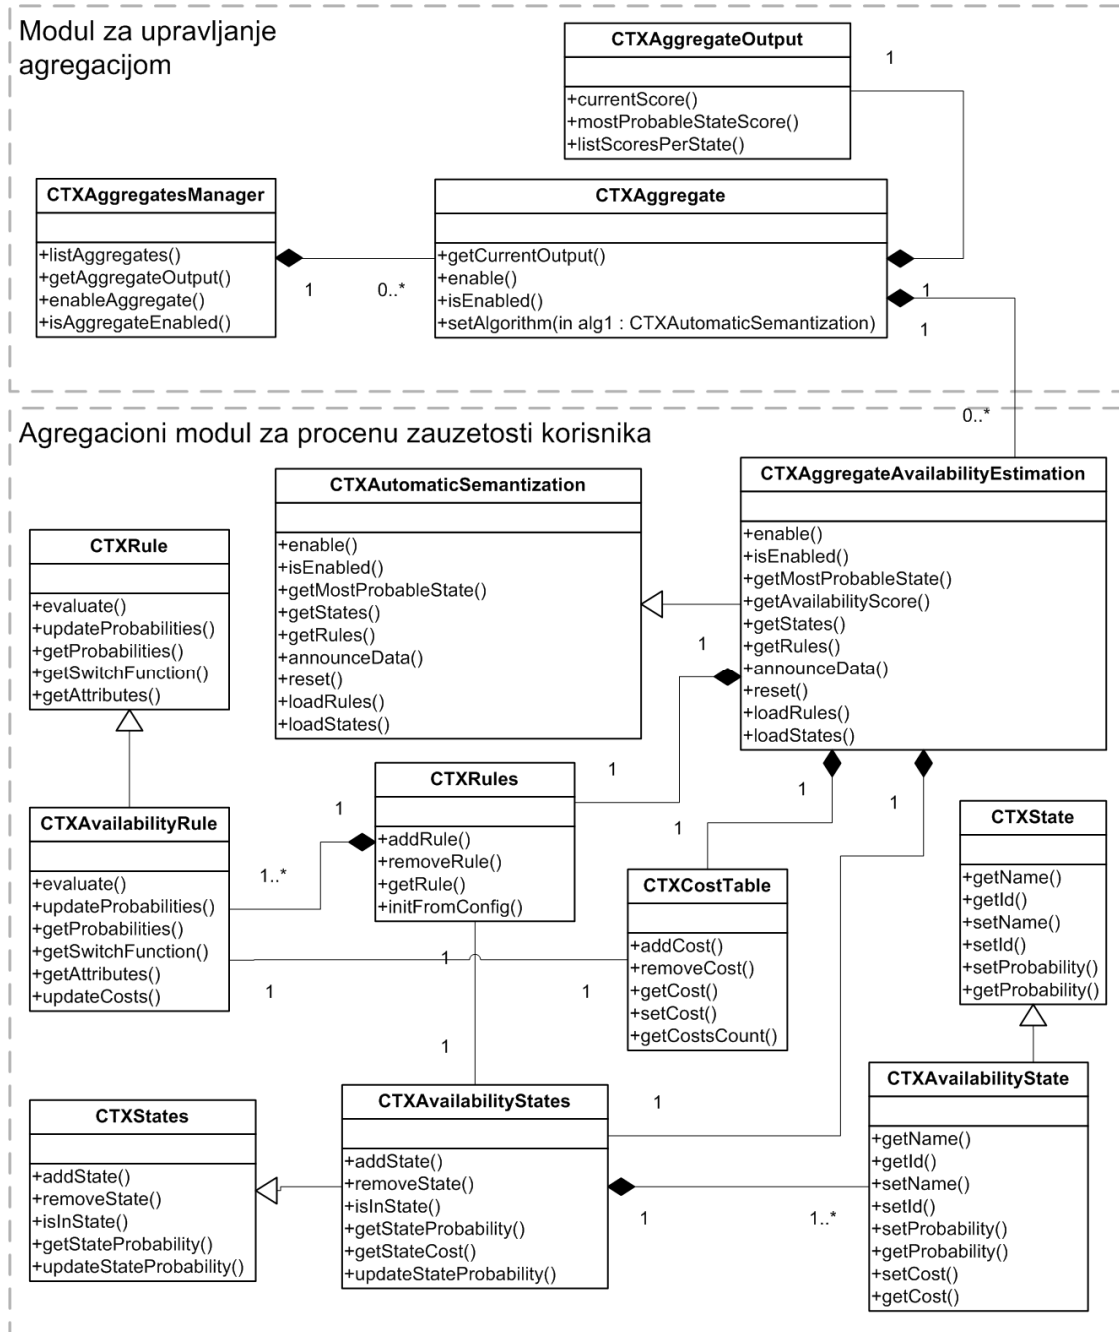 Modul za upravljanje
agregacijom
CTXAggregateOutput
+currentScore()
+mostProbableStateScore()
+listScoresPerState()
1
CTXAggregatesManager
+listAggregates()
+getAggregateOutput()
+enableAggregate()
+isAggregateEnabled()
1
0..*
CTXAggregate
+getCurrentOutput()
+enable()
+isEnabled()
+setAlgorithm(in alg1 : CTXAutomaticSemantization)
1
1
0..*
Agregacioni modul za procenu zauzetosti korisnika
CTXAutomaticSemantization
+enable()
+isEnabled()
+getMostProbableState()
+getStates()
+getRules()
+announceData()
+reset()
+loadRules()
+loadStates()
CTXAggregateAvailabilityEstimation
+enable()
+isEnabled()
+getMostProbableState()
+getAvailabilityScore()
+getStates()
+getRules()
+announceData()
+reset()
+loadRules()
+loadStates()
1
1
1
1
1
CTXRule
+evaluate()
+updateProbabilities()
+getProbabilities()
+getSwitchFunction()
+getAttributes()
CTXAvailabilityRule
+evaluate()
+updateProbabilities()
+getProbabilities()
+getSwitchFunction()
+getAttributes()
+updateCosts()
1
1..*
CTXRules
+addRule()
+removeRule()
+getRule()
+initFromConfig()
CTXCostTable
+addCost()
+removeCost()
+getCost()
+setCost()
+getCostsCount()
1
1
1
1
CTXState
+getName()
+getId()
+setName()
+setId()
+setProbability()
+getProbability()
CTXStates
+addState()
+removeState()
+isInState()
+getStateProbability()
+updateStateProbability()
CTXAvailabilityStates
+addState()
+removeState()
+isInState()
+getStateProbability()
+getStateCost()
+updateStateProbability()
1
1
1..*
CTXAvailabilityState
+getName()
+getId()
+setName()
+setId()
+setProbability()
+getProbability()
+setCost()
+getCost()